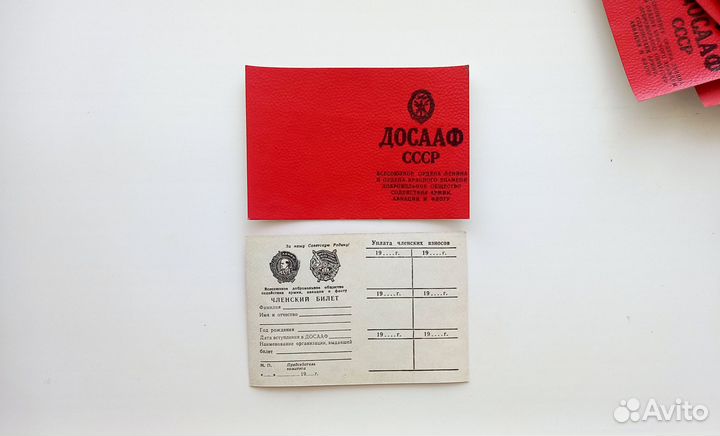 ДОСААФ
СССР
ВСЕСОЮЗНОЕ ОРДЕНА ЛЕНИНА
И ОРДЕНА КРАСНОГО ЗНАМЕНИ
ДОБРОВОЛЬНОЕ ОБЩЕСТВО
СОДЕЙСТВИЯ АРМИИ,
АВИАЦИИ И ФЛОТУ
ДОСААФ
СССР
За нашу Советскую Родину!
Всесоюзное добровольное общество
содействия армии, авиации и флоту
ЧЛЕНСКИЙ БИЛЕТ
Фамилия
Имя и отчество
Год рождения
Дата вступления в ДОСААФ
Наименование организации, выдавшей
билет
М. П. Председатель
комитета
« » 19....г.
Уплата членских взносов
19....г. 19....г.
19....г. 19....г.
19....г. 19....г.
Avito